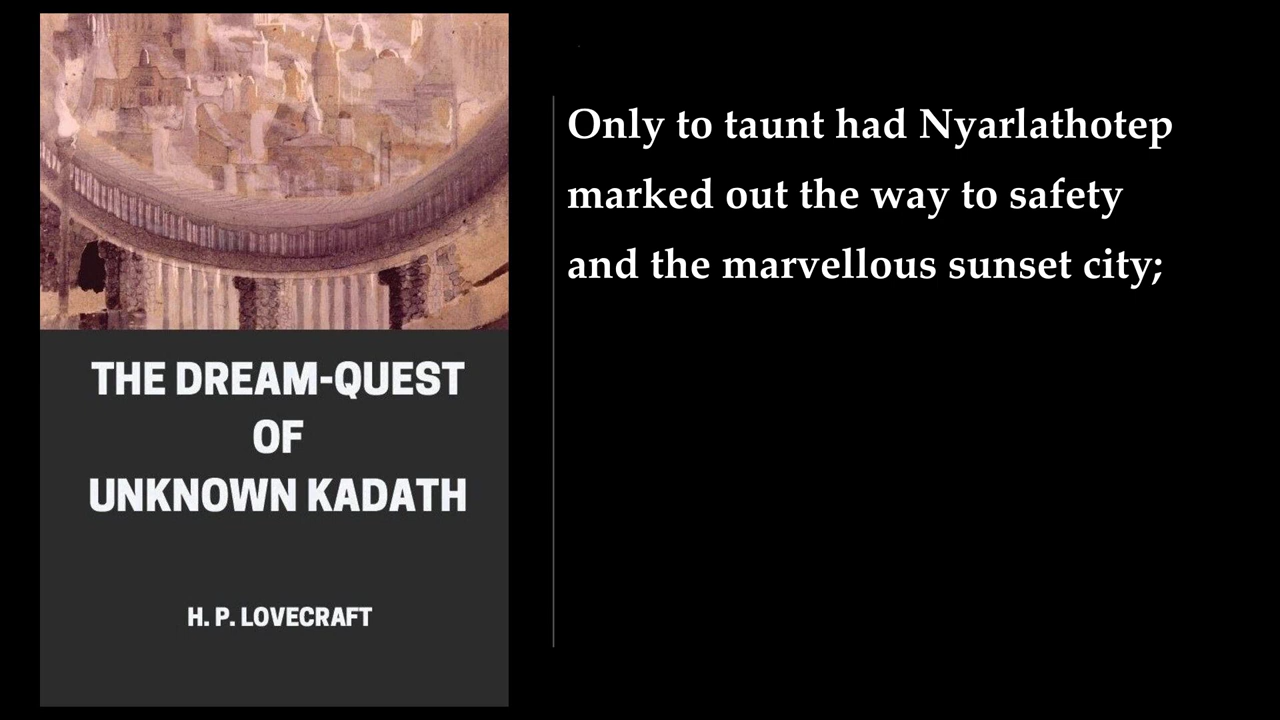 THE DREAM-QUEST
OF
UNKNOWN KADATH
H. P. LOVECRAFT
Only to taunt had Nyarlathotep
marked out the way to safety
and the marvellous sunset city;